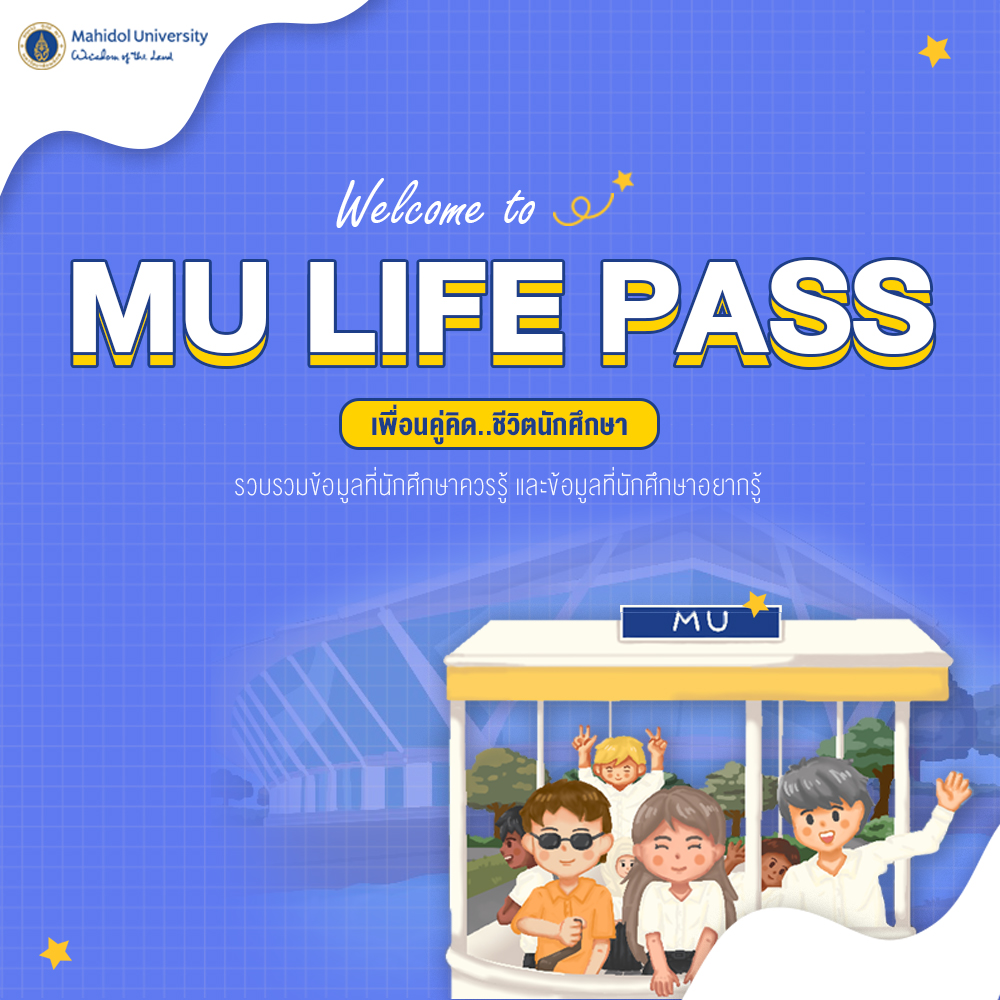 Mahidol University
Wisdom of the Land
Welcome to
MU LIFE PASS
เพื่อนคู่คิด..ชีวิตนักศึกษา
รวบรวมข้อมูลที่นักศึกษาควรรู้ และข้อมูลที่นักศึกษาอยากรู้
MU